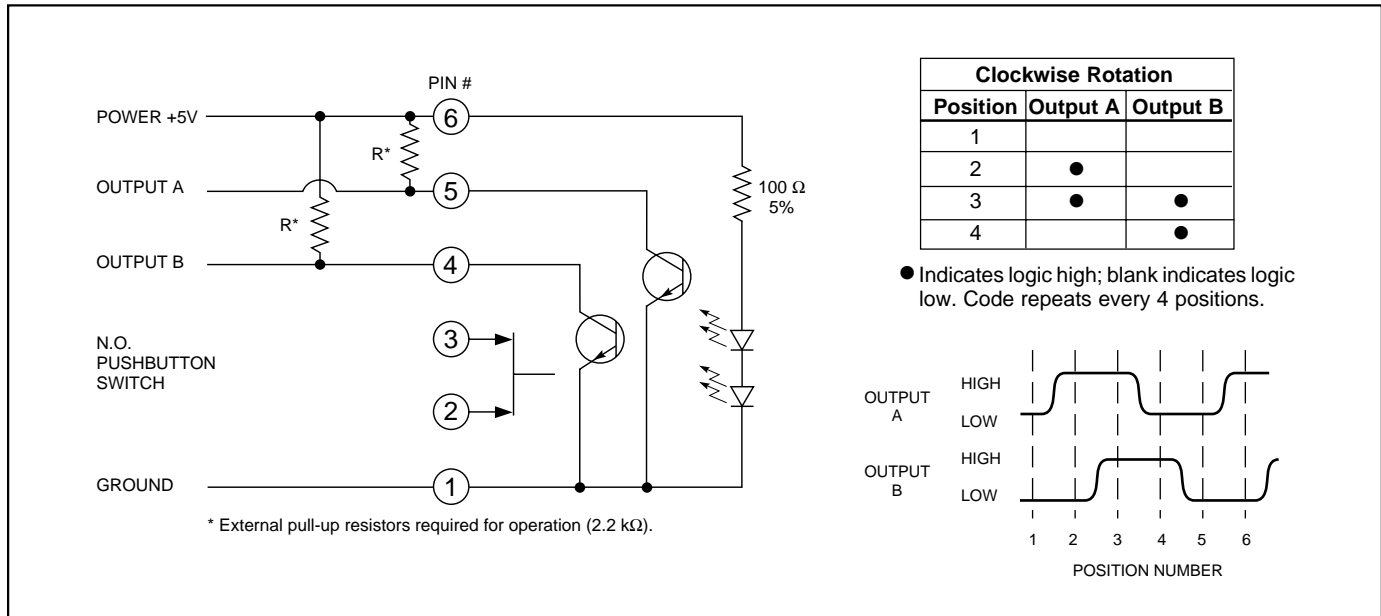 PIN #
POWER +5V
6
R*
OUTPUT A
5
100 Ω
5%
R*
OUTPUT B
4
N.O.
PUSHBUTTON
SWITCH
3
2
GROUND
1
* External pull-up resistors required for operation (2.2 kΩ).
Clockwise Rotation
Position Output A Output B
1
2 ●
3 ● ●
4 ●
● Indicates logic high; blank indicates logic
low. Code repeats every 4 positions.
OUTPUT
A
HIGH
LOW
OUTPUT
B
HIGH
LOW
1 2 3 4 5 6
POSITION NUMBER